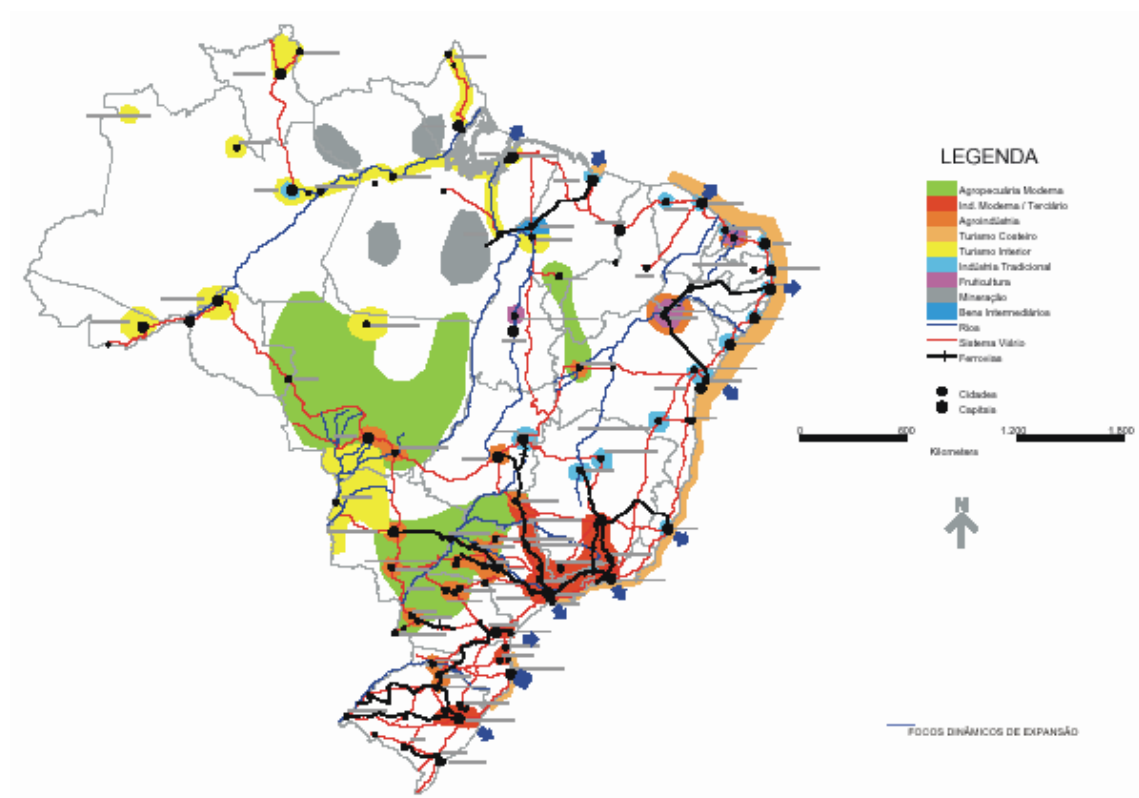 LEGENDA
Agropecuária Moderna
Ind. Moderna / Terciário
Agroindústria
Turismo Costeiro
Turismo Interior
Indústria Tradicional
Fruticultura
Mineração
Bens Intermediários
Rios
Sistema Viário
Ferrovias
Cidades
Capitais
0 600 1.200 1.800
Kilometers
N
FOCOS DINÂMICOS DE EXPANSÃO